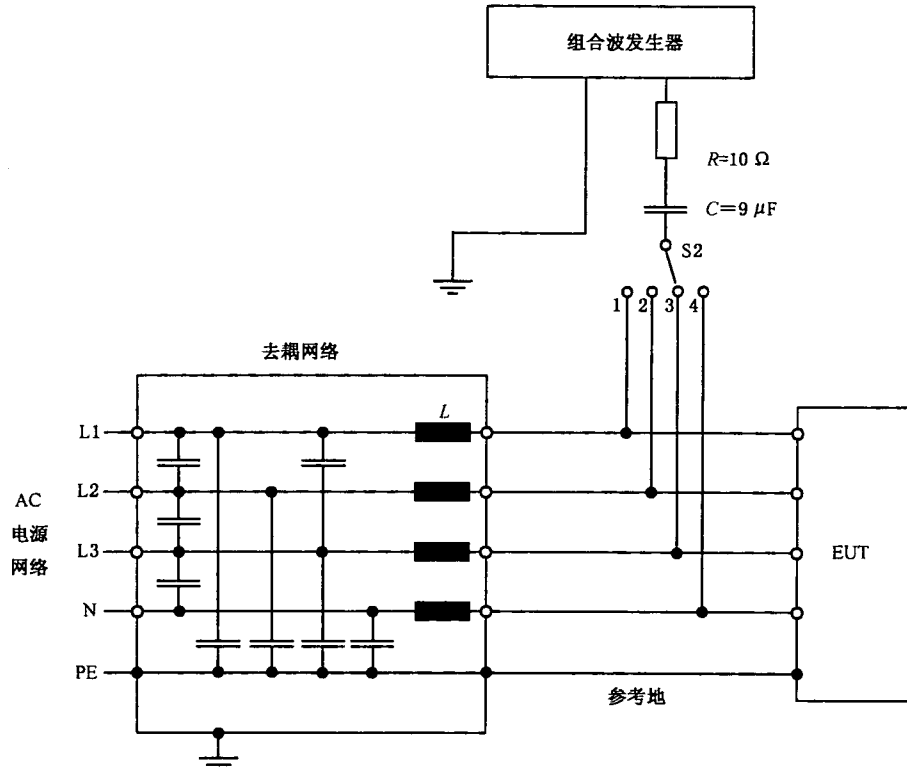 组合波发生器
R=10 Ω
C=9 μF
S2
1 2 3 4
去耦网络
L
L1
L2
L3
N
PE
AC
电源
网络
EUT
参考地